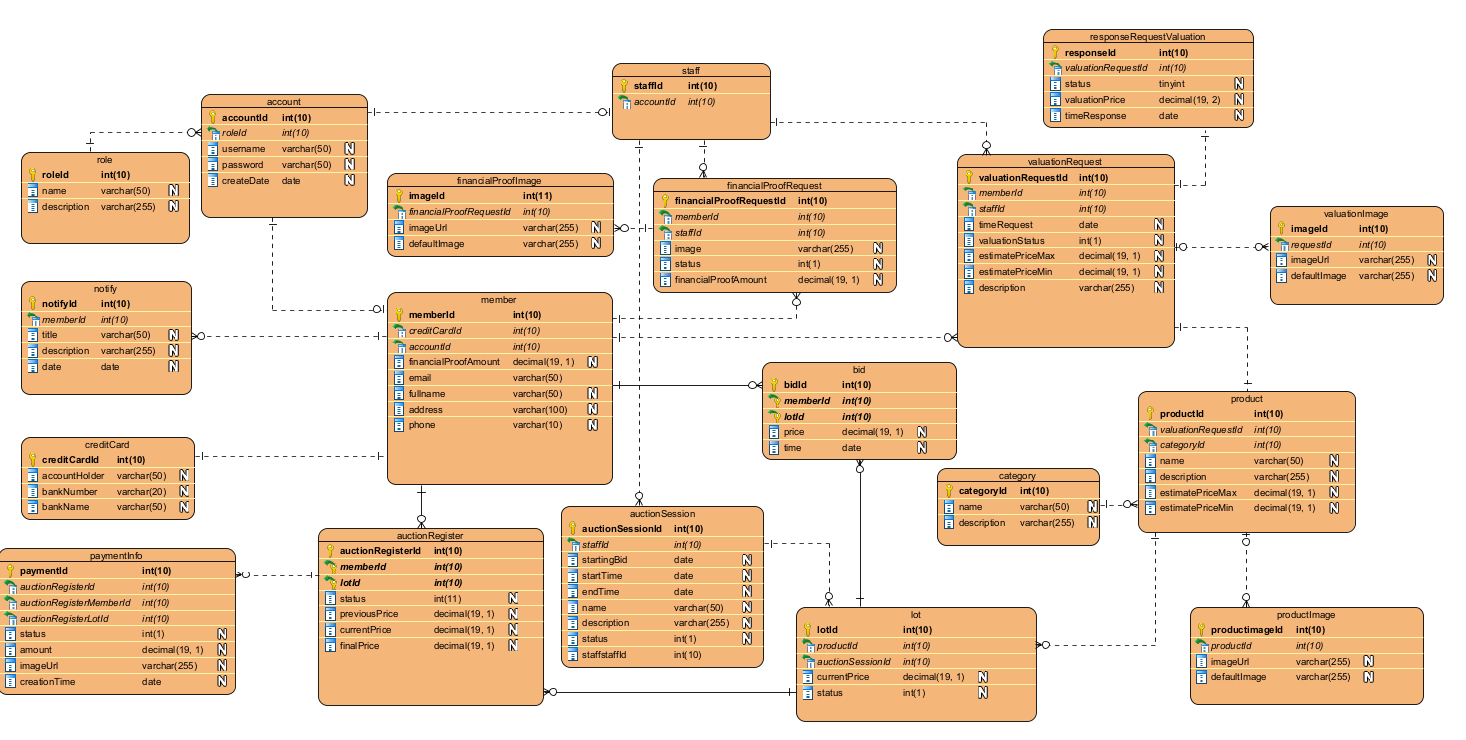 responseRequestValuation
responseId int(10)
valuationRequestId int(10)
status tinyint N
valuationPrice decimal(19, 2) N
timeResponse date N
staff
staffId int(10)
accountId int(10)
account
accountId int(10)
roleId int(10)
username varchar(50) N
password varchar(50) N
createDate date N
role
roleId int(10)
name varchar(50) N
description varchar(255) N
financialProofImage
imageId int(11)
financialProofRequestId int(10)
imageUrl varchar(255) N
defaultImage varchar(255) N
financialProofRequest
financialProofRequestId int(10)
memberId int(10)
staffId int(10)
image varchar(255) N
status int(1) N
financialProofAmount decimal(19, 1) N
valuationRequest
valuationRequestId int(10)
memberId int(10)
staffId int(10)
timeRequest date N
valuationStatus int(1) N
estimatePriceMax decimal(19, 1) N
estimatePriceMin decimal(19, 1) N
description varchar(255) N
valuationImage
imageId int(10)
requestId int(10)
imageUrl varchar(255) N
defaultImage varchar(255) N
notify
notifyId int(10)
memberId int(10)
title varchar(50) N
description varchar(255) N
date date N
member
memberId int(10)
creditCardId int(10)
accountId int(10)
financialProofAmount decimal(19, 1) N
email varchar(50)
fullname varchar(50) N
address varchar(100) N
phone varchar(10) N
bid
bidId int(10)
memberId int(10)
lotId int(10)
price decimal(19, 1) N
time date N
product
productId int(10)
valuationRequestId int(10)
categoryId int(10)
name varchar(50) N
description varchar(255) N
estimatePriceMax decimal(19, 1) N
estimatePriceMin decimal(19, 1) N
creditCard
creditCardId int(10)
accountHolder varchar(50) N
bankNumber varchar(20) N
bankName varchar(50) N
category
categoryId int(10)
name varchar(50) N
description varchar(255) N
paymentInfo
paymentId int(10)
auctionRegisterId int(10)
auctionRegisterMemberId int(10)
auctionRegisterLotId int(10)
status int(1) N
amount decimal(19, 1) N
imageUrl varchar(255) N
creationTime date N
auctionRegister
auctionRegisterId int(10)
memberId int(10)
lotId int(10)
status int(11) N
previousPrice decimal(19, 1) N
currentPrice decimal(19, 1) N
finalPrice decimal(19, 1) N
auctionSession
auctionSessionId int(10)
staffId int(10)
startingBid date N
startTime date N
endTime date N
name varchar(50) N
description varchar(255) N
status int(1) N
staffstaffId int(10)
lot
lotId int(10)
productId int(10)
auctionSessionId int(10)
currentPrice decimal(19, 1) N
status int(1) N
productImage
productimageId int(10)
productId int(10)
imageUrl varchar(255) N
defaultImage varchar(255) N